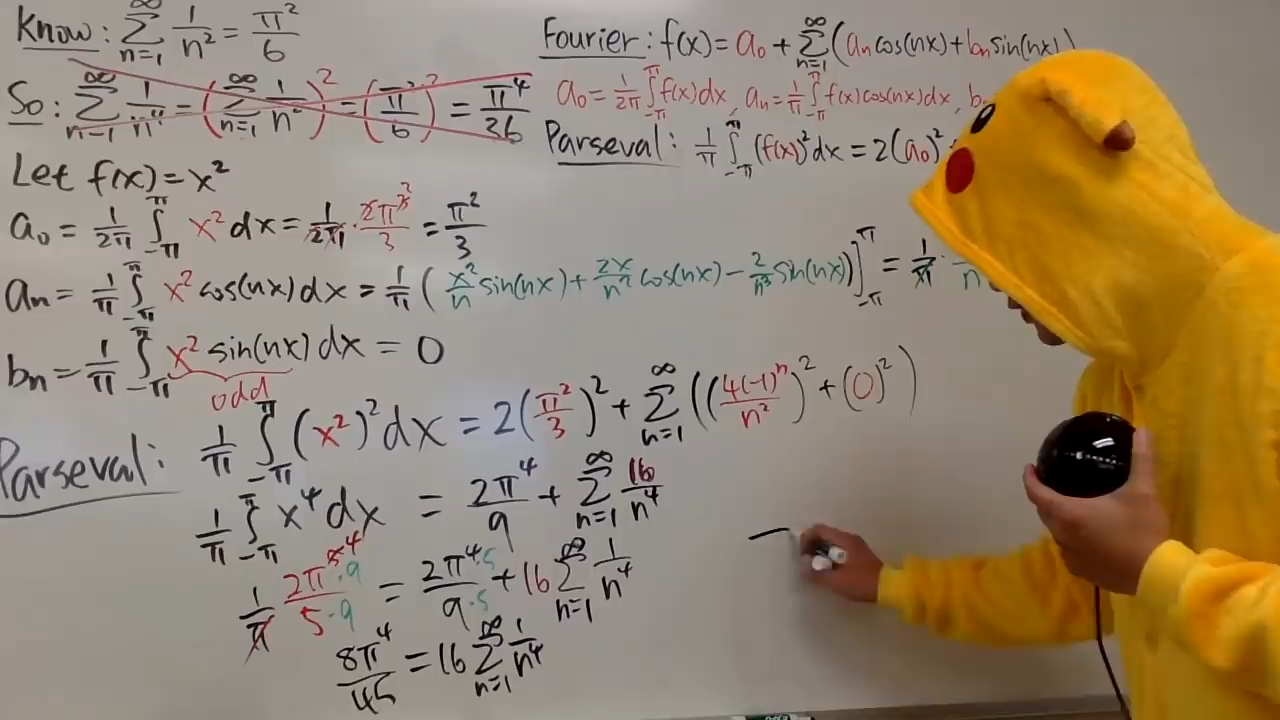 Know: ∞ Σ n=1 1/n² = π²/6
So: ∞ Σ n=1 1/n⁴ = (∞ Σ n=1 1/n²)² = (π²/6)² = π⁴/36
Let f(x) = x²
a₀ = 1/2π ∫_-π^π x² dx = 1/2π · 2π³/3 = π²/3
aₙ = 1/π ∫_-π^π x² cos(nx) dx = 1/π ( x²/n sin(nx) + 2x/n² cos(nx) − 2/n³ sin(nx) ) ]_-π^π = 1/π ·
bₙ = 1/π ∫_-π^π x² sin(nx) dx = 0
odd
Fourier: f(x) = a₀ + ∞ Σ n=1 (aₙ cos(nx) + bₙ sin(nx))
a₀ = 1/2π ∫_-π^π f(x) dx, aₙ = 1/π ∫_-π^π f(x) cos(nx) dx, b
Parseval: 1/π ∫_-π^π (f(x))² dx = 2(a₀)²
Parseval: 1/π ∫_-π^π (x²)² dx = 2(π²/3)² + ∞ Σ n=1 ((4(-1)ⁿ/n²)² + (0)²)
1/π ∫_-π^π x⁴ dx = 2π⁴/9 + ∞ Σ n=1 16/n⁴
1/π 2π⁵ 4 ·9/5 ·9 = 2π⁴ ·5/9 ·5 + 16 ∞ Σ n=1 1/n⁴
8π⁴/45 = 16 ∞ Σ n=1 1/n⁴